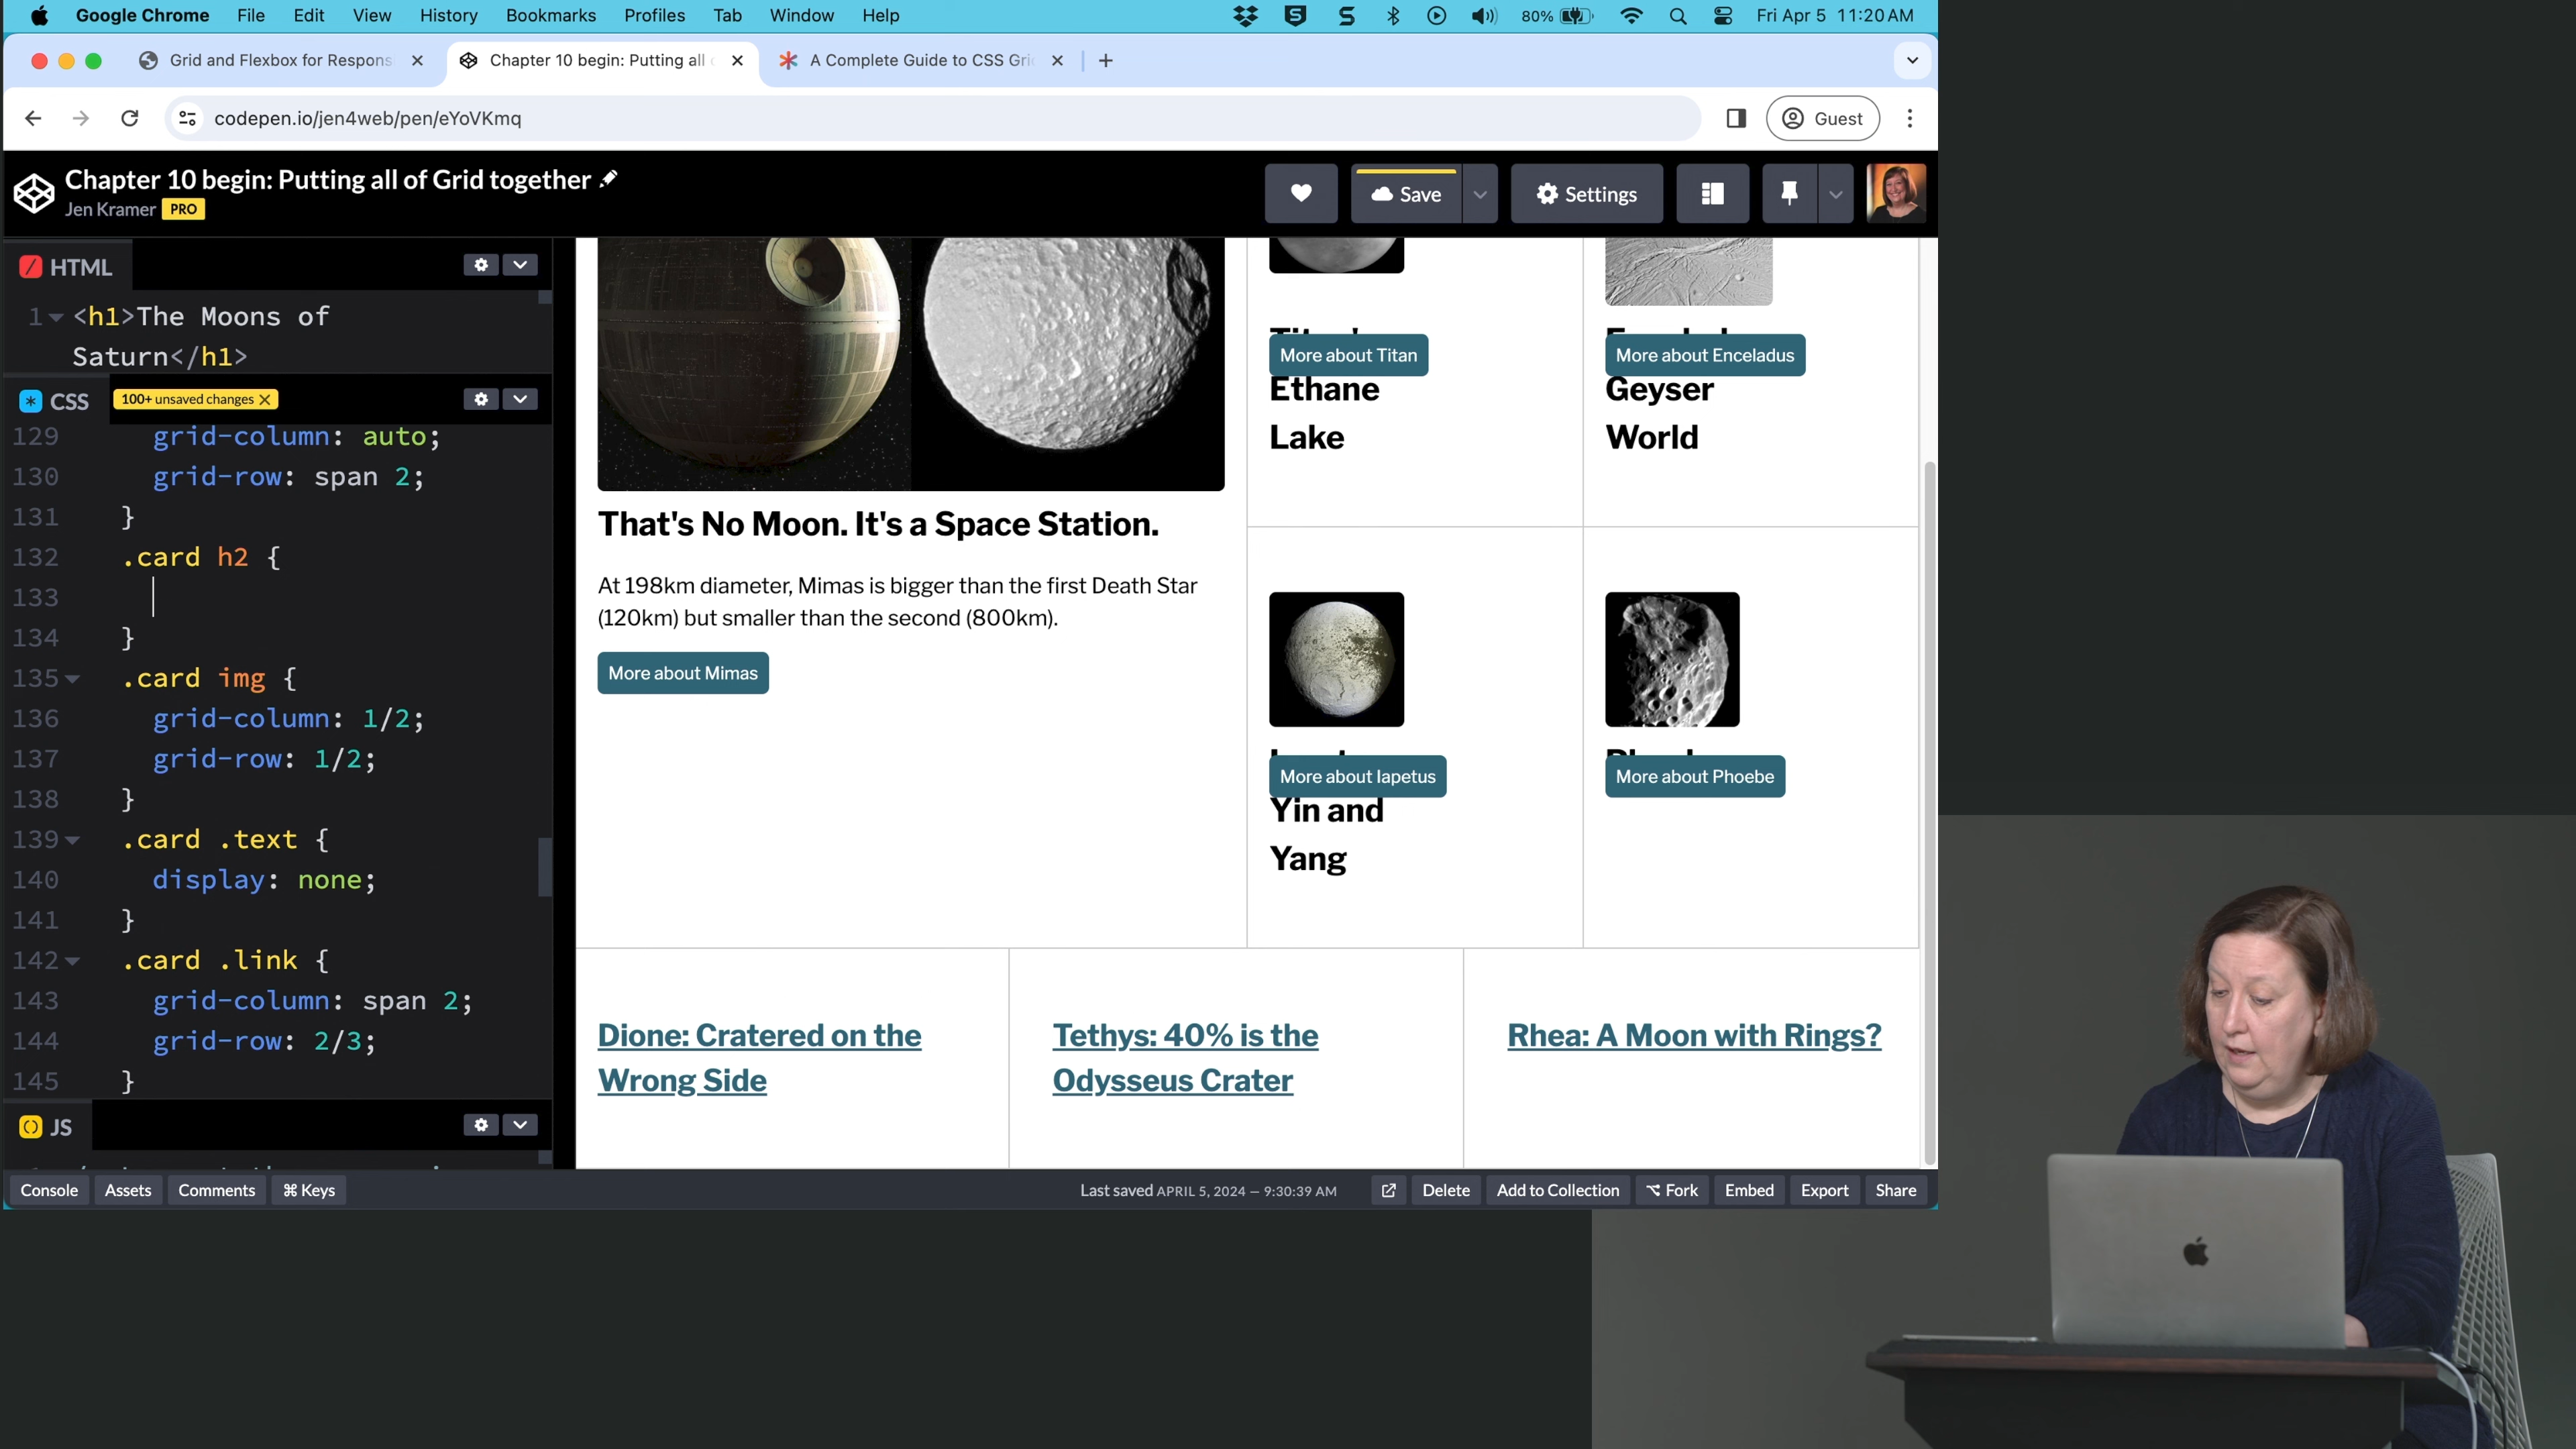 Google Chrome File Edit View History Bookmarks Profiles Tab Window Help 80% Fri Apr 5 11:20 AM
Grid and Flexbox for Respons
Chapter 10 begin: Putting all
A Complete Guide to CSS Gri
codepen.io/jen4web/pen/eYoVKmq
Guest
Chapter 10 begin: Putting all of Grid together
Jen Kramer PRO
Save
Settings
HTML
1 <h1>The Moons of
Saturn</h1>
CSS 100+ unsaved changes
129 grid-column: auto;
130 grid-row: span 2;
131 }
132 .card h2 {
133
134 }
135 .card img {
136 grid-column: 1/2;
137 grid-row: 1/2;
138 }
139 .card .text {
140 display: none;
141 }
142 .card .link {
143 grid-column: span 2;
144 grid-row: 2/3;
145 }
JS
That's No Moon. It's a Space Station.
At 198km diameter, Mimas is bigger than the first Death Star
(120km) but smaller than the second (800km).
More about Mimas
More about Titan
Ethane
Lake
More about Enceladus
Geyser
World
More about Iapetus
Yin and
Yang
More about Phoebe
Dione: Cratered on the
Wrong Side
Tethys: 40% is the
Odysseus Crater
Rhea: A Moon with Rings?
Console Assets Comments ⌘ Keys Last saved APRIL 5, 2024 — 9:30:39 AM Delete Add to Collection Fork Embed Export Share